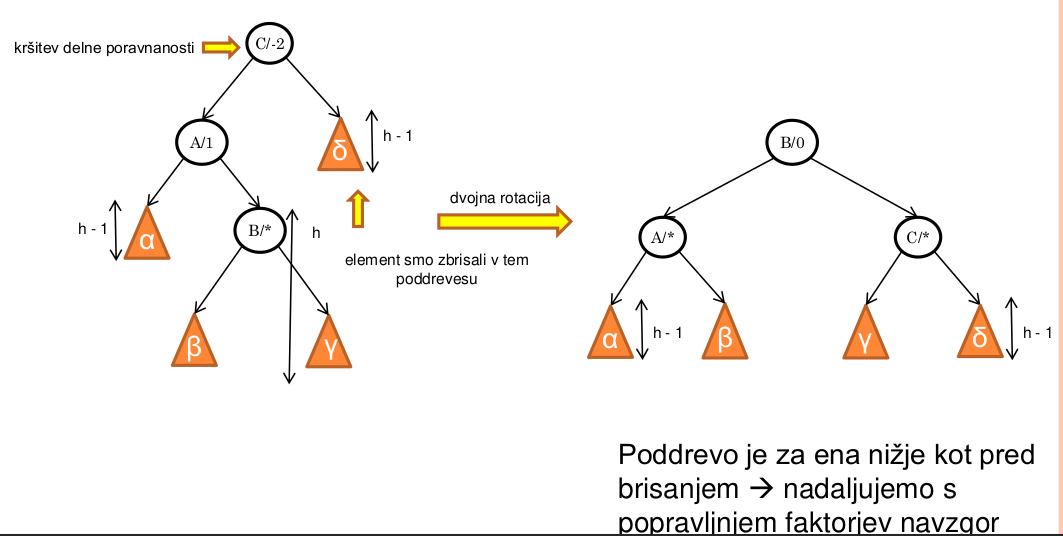 C/-2
kršitev delne poravnanosti
A/1
δ
h - 1
B/0
h - 1
α
B/*
h
dvojna rotacija
element smo zbrisali v tem
poddrevesu
A/*
C/*
β
γ
α
h - 1
β
γ
δ
h - 1
Poddrevo je za ena nižje kot pred
brisanjem → nadaljujemo s
popravljnjem faktorjev navzgor